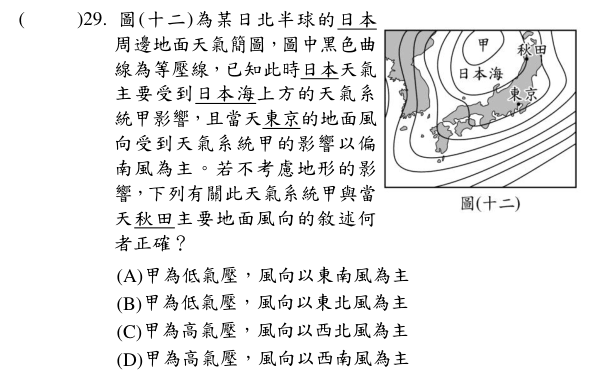 (　　)29. 圖(十二)為某日北半球的日本
周邊地面天氣簡圖，圖中黑色曲
線為等壓線，已知此時日本天氣
主要受到日本海上方的天氣系
統甲影響，且當天東京的地面風
向受到天氣系統甲的影響以偏
南風為主。若不考慮地形的影
響，下列有關此天氣系統甲與當
天秋田主要地面風向的敘述何
者正確？
甲
秋田
日本海
東京
圖(十二)
(A)甲為低氣壓，風向以東南風為主
(B)甲為低氣壓，風向以東北風為主
(C)甲為高氣壓，風向以西北風為主
(D)甲為高氣壓，風向以西南風為主